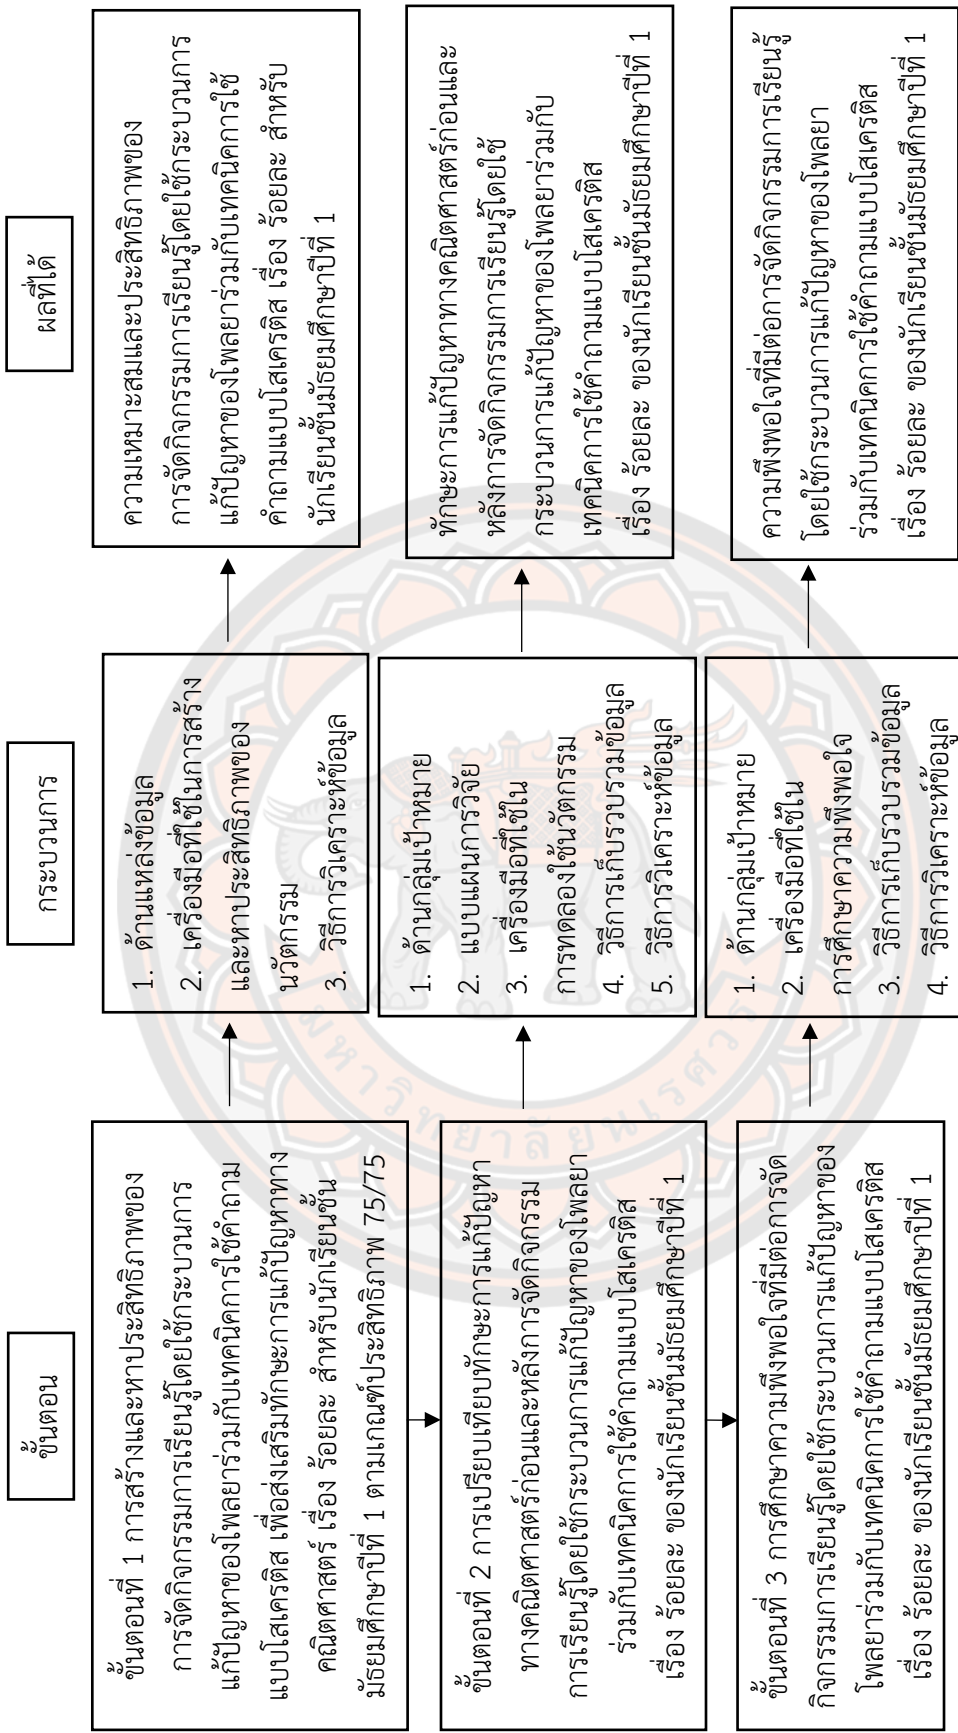 ขั้นตอน
กระบวนการ
ผลที่ได้
ขั้นตอนที่ 1 การสร้างและหาประสิทธิภาพของ
การจัดกิจกรรมการเรียนรู้โดยใช้กระบวนการ
แก้ปัญหาของโพลยาร่วมกับเทคนิคการใช้คำถาม
แบบโสเครติส เพื่อส่งเสริมทักษะการแก้ปัญหาทาง
คณิตศาสตร์ เรื่อง ร้อยละ สำหรับนักเรียนชั้น
มัธยมศึกษาปีที่ 1 ตามเกณฑ์ประสิทธิภาพ 75/75
1. ด้านแหล่งข้อมูล
2. เครื่องมือที่ใช้ในการสร้าง
และหาประสิทธิภาพของ
นวัตกรรม
3. วิธีการวิเคราะห์ข้อมูล
ความเหมาะสมและประสิทธิภาพของ
การจัดกิจกรรมการเรียนรู้โดยใช้กระบวนการ
แก้ปัญหาของโพลยาร่วมกับเทคนิคการใช้
คำถามแบบโสเครติส เรื่อง ร้อยละ สำหรับ
นักเรียนชั้นมัธยมศึกษาปีที่ 1
ขั้นตอนที่ 2 การเปรียบเทียบทักษะการแก้ปัญหา
ทางคณิตศาสตร์ก่อนและหลังการจัดกิจกรรม
การเรียนรู้โดยใช้กระบวนการแก้ปัญหาของโพลยา
ร่วมกับเทคนิคการใช้คำถามแบบโสเครติส
เรื่อง ร้อยละ ของนักเรียนชั้นมัธยมศึกษาปีที่ 1
1. ด้านกลุ่มเป้าหมาย
2. แบบแผนการวิจัย
3. เครื่องมือที่ใช้ใน
การทดลองใช้นวัตกรรม
4. วิธีการเก็บรวบรวมข้อมูล
5. วิธีการวิเคราะห์ข้อมูล
ทักษะการแก้ปัญหาทางคณิตศาสตร์ก่อนและ
หลังการจัดกิจกรรมการเรียนรู้โดยใช้
กระบวนการแก้ปัญหาของโพลยาร่วมกับ
เทคนิคการใช้คำถามแบบโสเครติส
เรื่อง ร้อยละ ของนักเรียนชั้นมัธยมศึกษาปีที่ 1
ขั้นตอนที่ 3 การศึกษาความพึงพอใจที่มีต่อการจัด
กิจกรรมการเรียนรู้โดยใช้กระบวนการแก้ปัญหาของ
โพลยาร่วมกับเทคนิคการใช้คำถามแบบโสเครติส
เรื่อง ร้อยละ ของนักเรียนชั้นมัธยมศึกษาปีที่ 1
1. ด้านกลุ่มเป้าหมาย
2. เครื่องมือที่ใช้ใน
การศึกษาความพึงพอใจ
3. วิธีการเก็บรวบรวมข้อมูล
4. วิธีการวิเคราะห์ข้อมูล
ความพึงพอใจที่มีต่อการจัดกิจกรรมการเรียนรู้
โดยใช้กระบวนการแก้ปัญหาของโพลยา
ร่วมกับเทคนิคการใช้คำถามแบบโสเครติส
เรื่อง ร้อยละ ของนักเรียนชั้นมัธยมศึกษาปีที่ 1
มหาวิทยาลัยนเรศวร